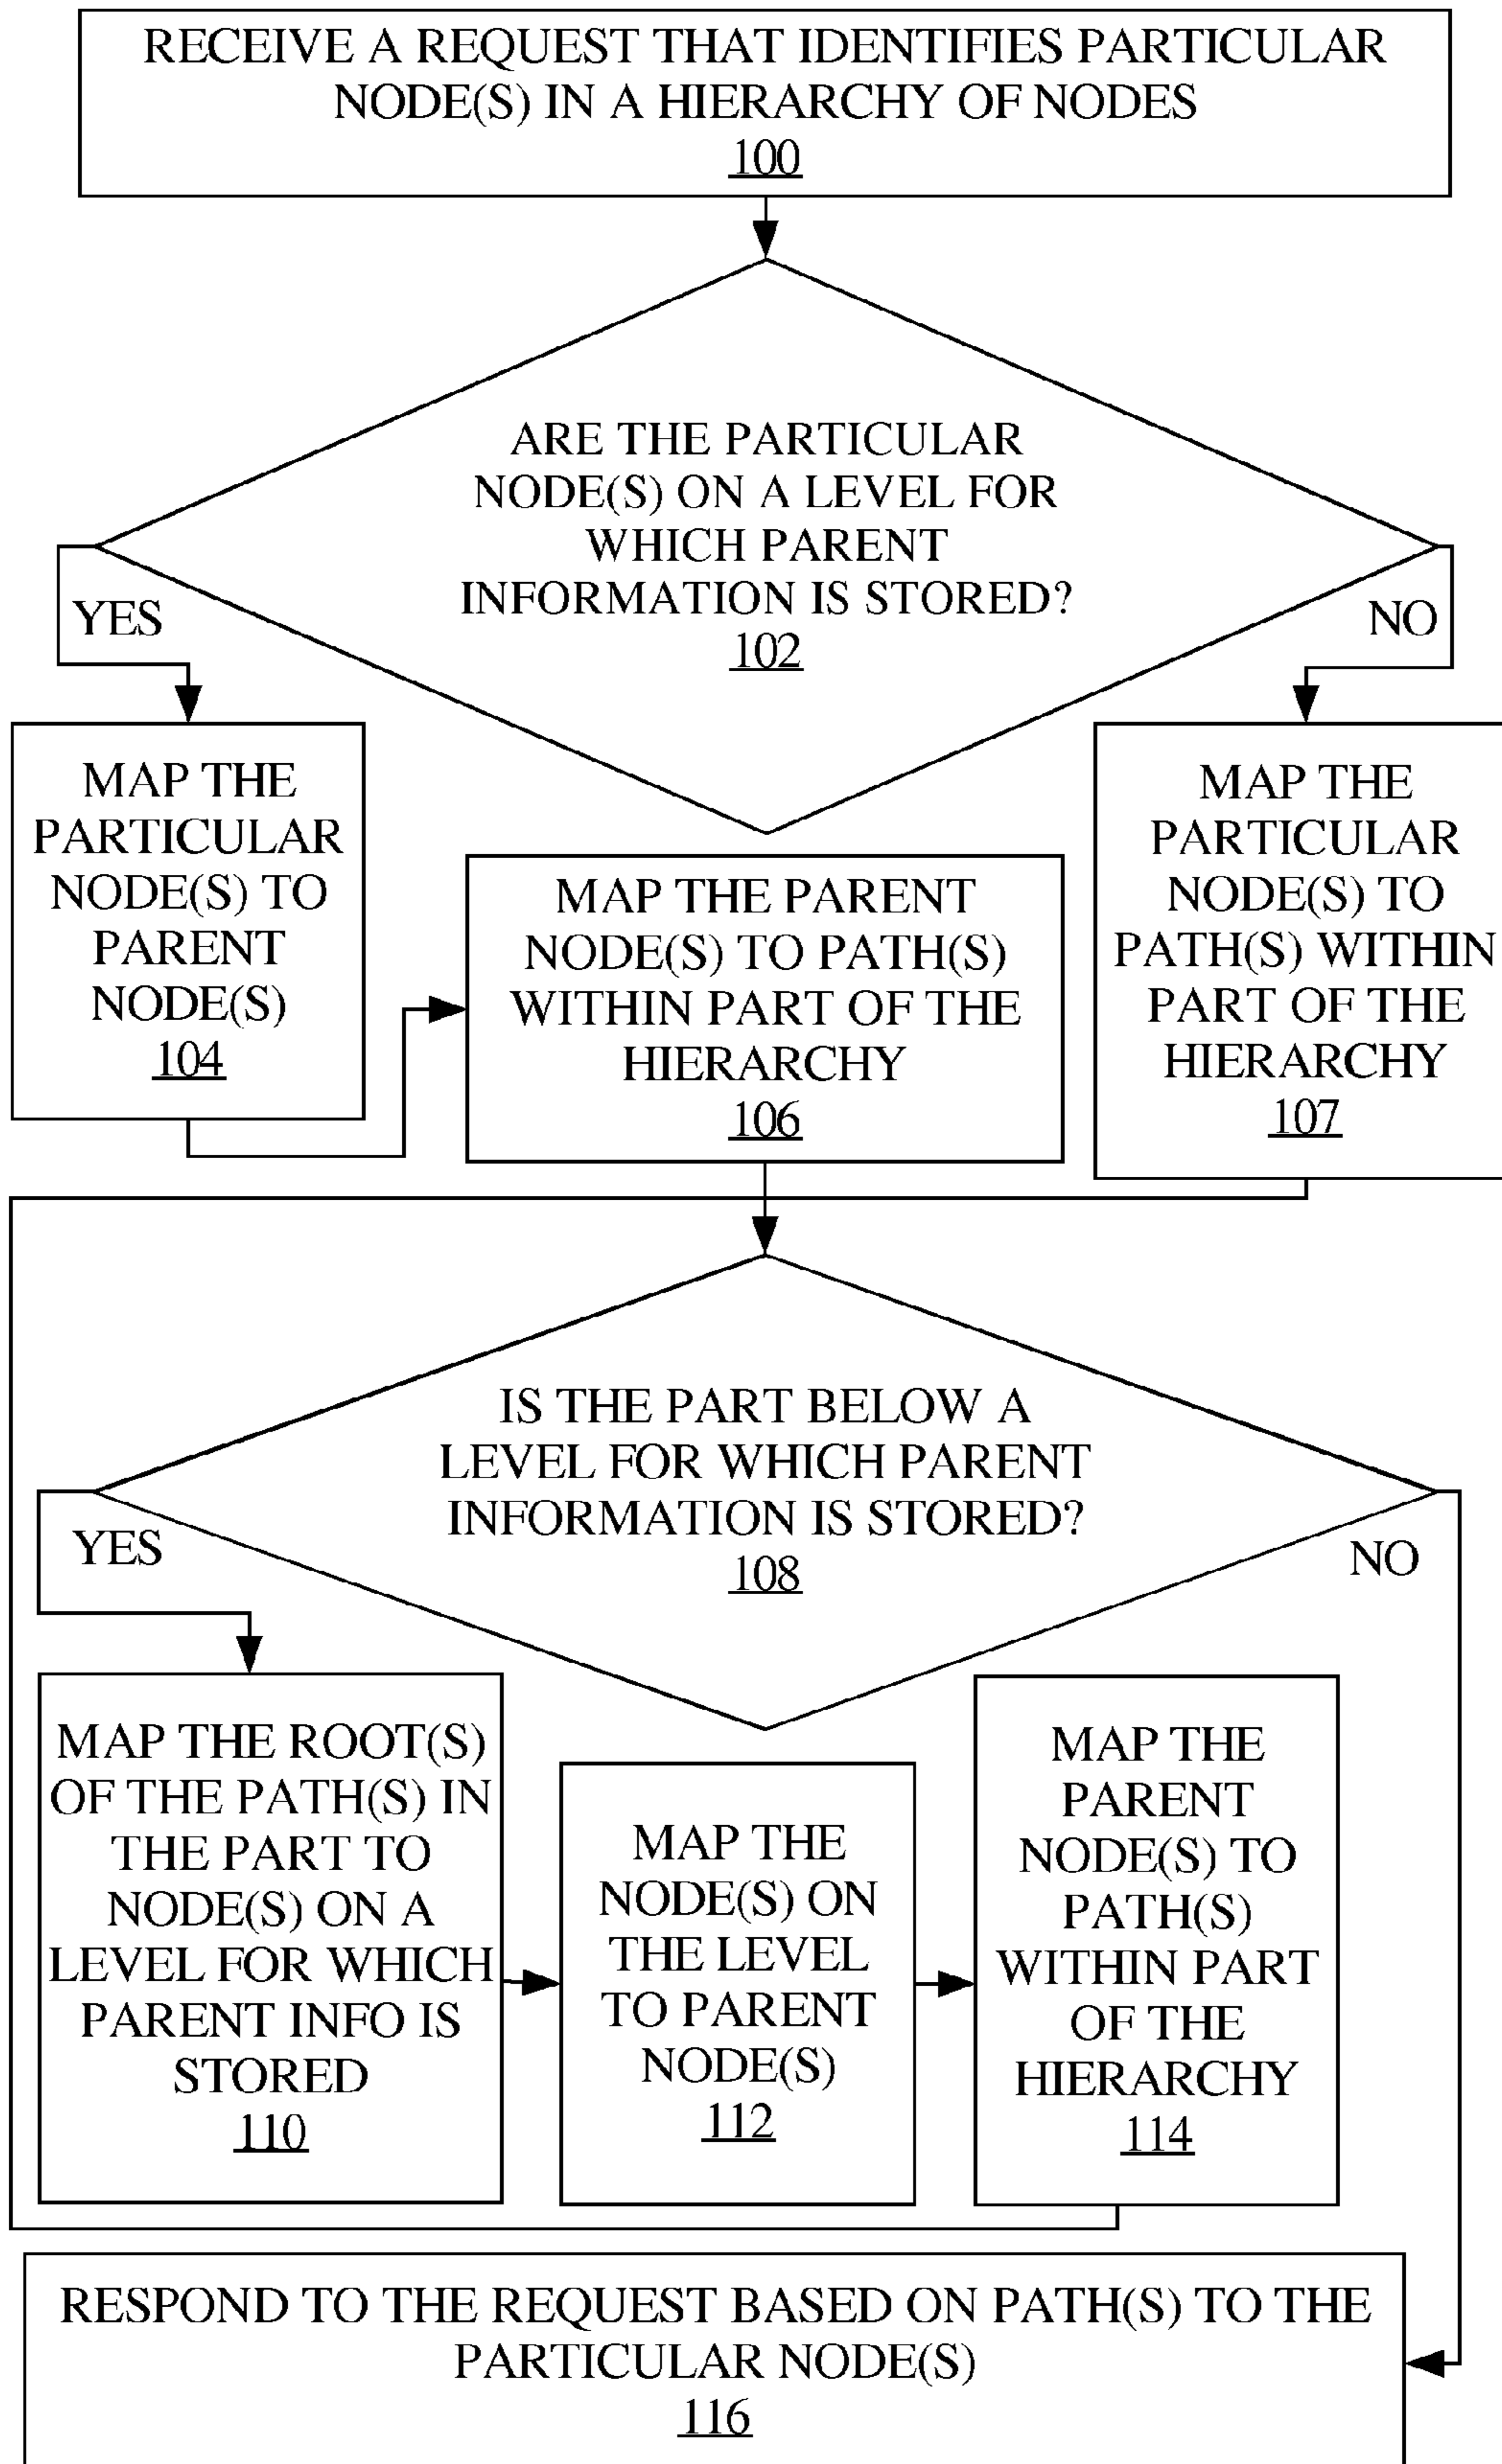 RECEIVE A REQUEST THAT IDENTIFIES PARTICULAR
NODE(S) IN A HIERARCHY OF NODES
100
ARE THE PARTICULAR
NODE(S) ON A LEVEL FOR
WHICH PARENT
INFORMATION IS STORED?
102
YES
NO
MAP THE
PARTICULAR
NODE(S) TO
PARENT
NODE(S)
104
MAP THE PARENT
NODE(S) TO PATH(S)
WITHIN PART OF THE
HIERARCHY
106
MAP THE
PARTICULAR
NODE(S) TO
PATH(S) WITHIN
PART OF THE
HIERARCHY
107
IS THE PART BELOW A
LEVEL FOR WHICH PARENT
INFORMATION IS STORED?
108
YES
NO
MAP THE ROOT(S)
OF THE PATH(S) IN
THE PART TO
NODE(S) ON A
LEVEL FOR WHICH
PARENT INFO IS
STORED
110
MAP THE
NODE(S) ON
THE LEVEL
TO PARENT
NODE(S)
112
MAP THE
PARENT
NODE(S) TO
PATH(S)
WITHIN PART
OF THE
HIERARCHY
114
RESPOND TO THE REQUEST BASED ON PATH(S) TO THE
PARTICULAR NODE(S)
116